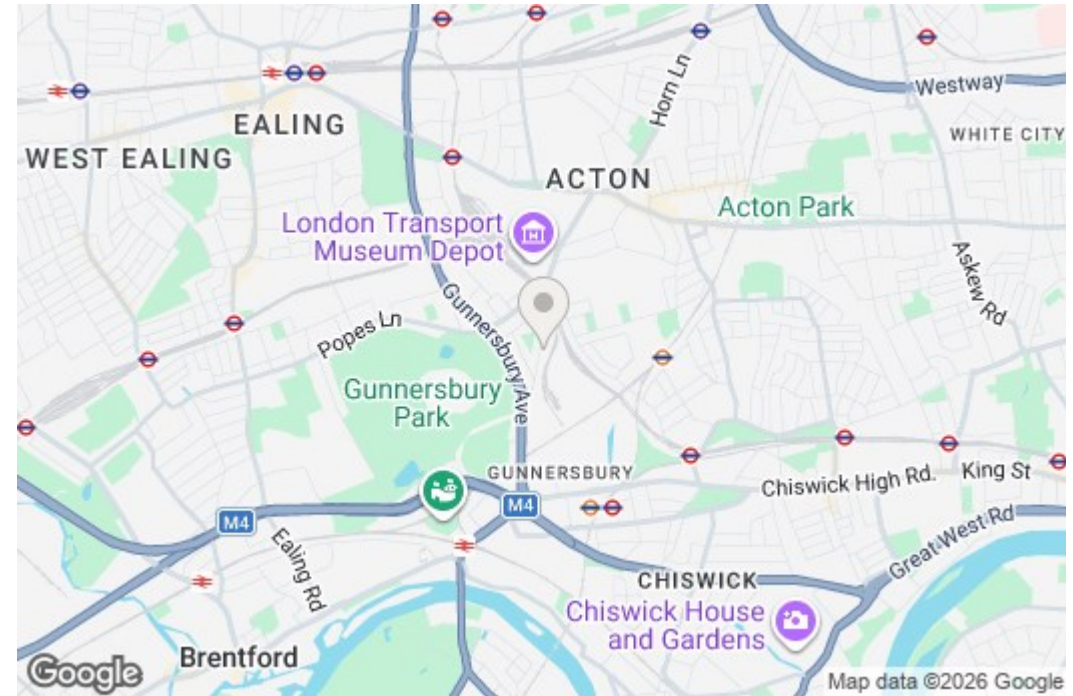 Westway
Horn Ln
EALING
WHITE CITY
WEST EALING
ACTON
Acton Park
London Transport
Museum Depot
Askew Rd
Gunnersbury Ave
Popes Ln
Gunnersbury
Park
GUNNERSBURY
Chiswick High Rd.
King St
M4
M4
Great West Rd
Ealing Rd
CHISWICK
Chiswick House
and Gardens
Brentford
Google
Map data ©2026 Google